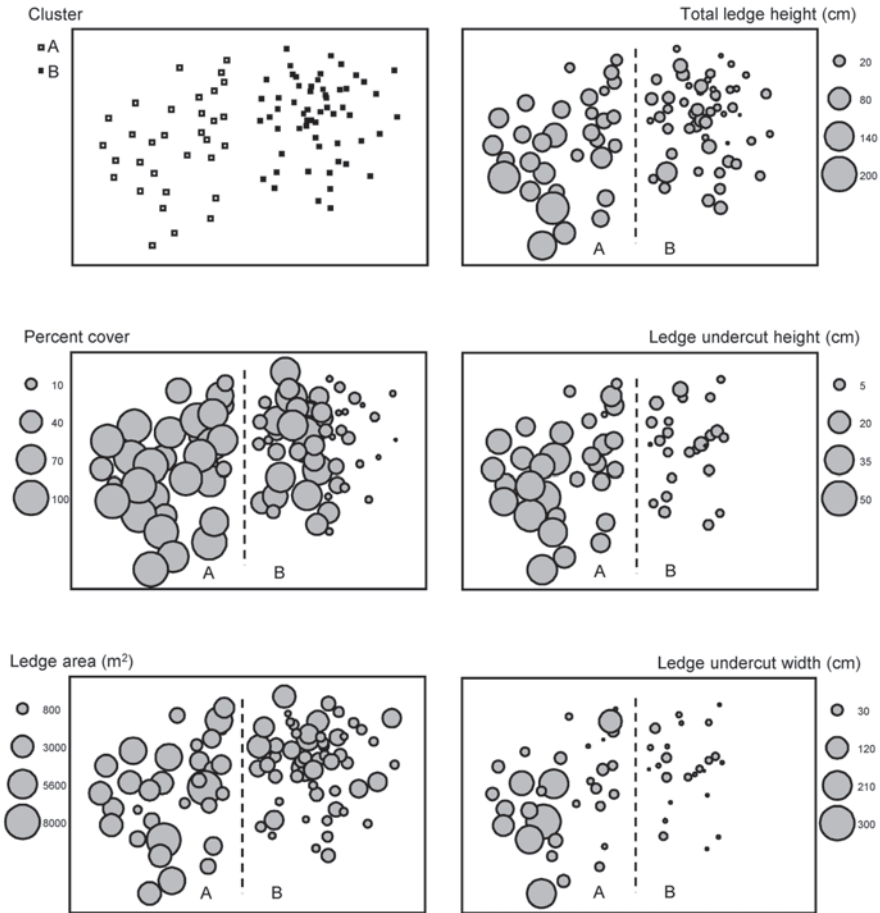 Cluster
A
B
Total ledge height (cm)
20
80
140
200
A
B
Percent cover
10
40
70
100
A
B
Ledge undercut height (cm)
5
20
35
50
A
B
Ledge area (m²)
800
3000
5600
8000
A
B
Ledge undercut width (cm)
30
120
210
300
A
B